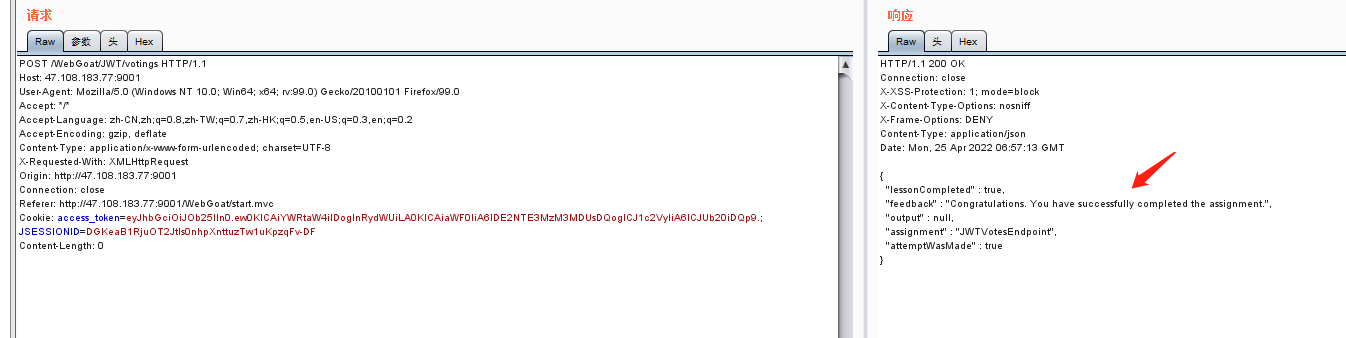 请求
Raw 参数 头 Hex
POST /WebGoat/JWT/votings HTTP/1.1
Host: 47.108.183.77:9001
User-Agent: Mozilla/5.0 (Windows NT 10.0; Win64; x64; rv:99.0) Gecko/20100101 Firefox/99.0
Accept: */*
Accept-Language: zh-CN,zh;q=0.8,zh-TW;q=0.7,zh-HK;q=0.5,en-US;q=0.3,en;q=0.2
Accept-Encoding: gzip, deflate
Content-Type: application/x-www-form-urlencoded; charset=UTF-8
X-Requested-With: XMLHttpRequest
Origin: http://47.108.183.77:9001
Connection: close
Referer: http://47.108.183.77:9001/WebGoat/start.mvc
Cookie: access_token=
JSESSIONID=
Content-Length: 0
响应
Raw 头 Hex
HTTP/1.1 200 OK
Connection: close
X-XSS-Protection: 1; mode=block
X-Content-Type-Options: nosniff
X-Frame-Options: DENY
Content-Type: application/json
Date: Mon, 25 Apr 2022 06:57:13 GMT
{
"lessonCompleted" : true,
"feedback" : "Congratulations. You have successfully completed the assignment.",
"output" : null,
"assignment" : "JWTVotesEndpoint",
"attemptWasMade" : true
}